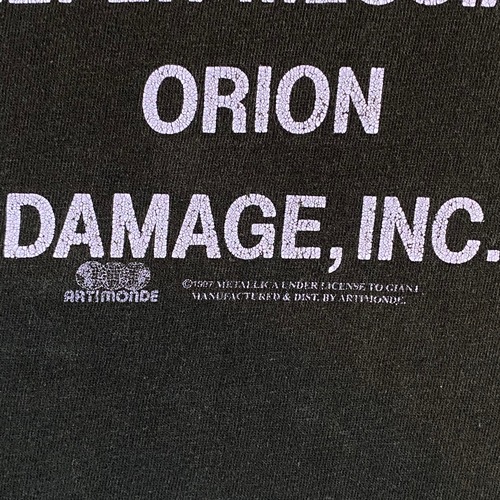 ORION
DAMAGE, INC.
ARTIMONDE
©1997 METALLICA UNDER LICENSE TO GIANT
MANUFACTURED & DIST. BY ARTIMONDE.